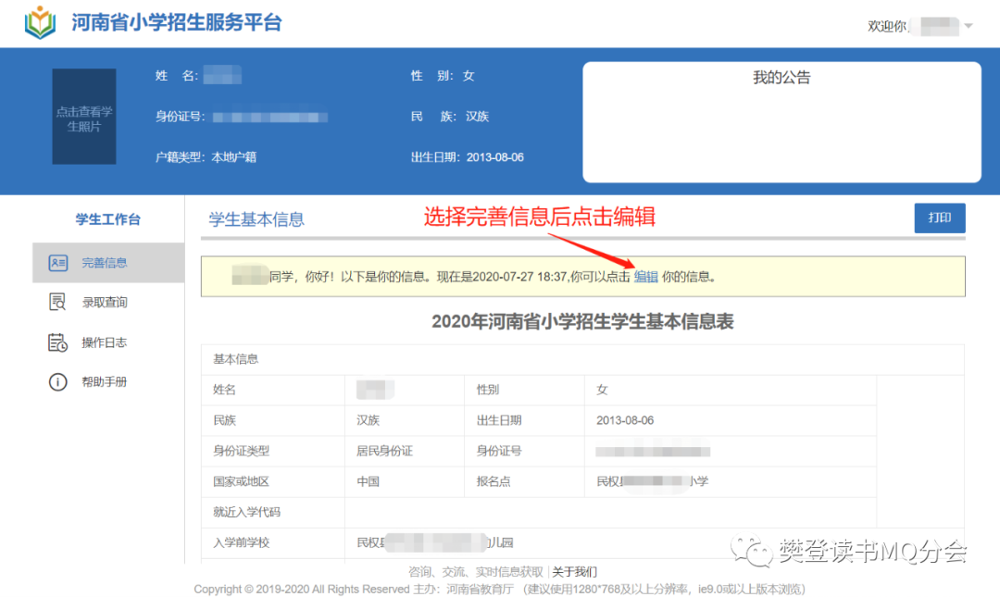 河南省小学招生服务平台
欢迎你
点击查看学
生照片
姓 名:
性 别: 女
我的公告
身份证号:
民 族: 汉族
户籍类型: 本地户籍
出生日期: 2013-08-06
学生工作台
学生基本信息
选择完善信息后点击编辑
打印
完善信息
录取查询
操作日志
帮助手册
同学，你好！以下是你的信息。现在是2020-07-27 18:37,你可以点击 编辑 你的信息。
2020年河南省小学招生学生基本信息表
基本信息
姓名 性别 女
民族 汉族 出生日期 2013-08-06
身份证类型 居民身份证 身份证号
国家或地区 中国 报名点 民权县 小学
就近入学代码
入学前学校 民权县 幼儿园
樊登读书MQ分会
咨询、交流、实时信息获取 关于我们
Copyright © 2019-2020 All Rights Reserved 主办：河南省教育厅 （建议使用1280*768及以上分辨率，ie9.0或以上版本浏览）